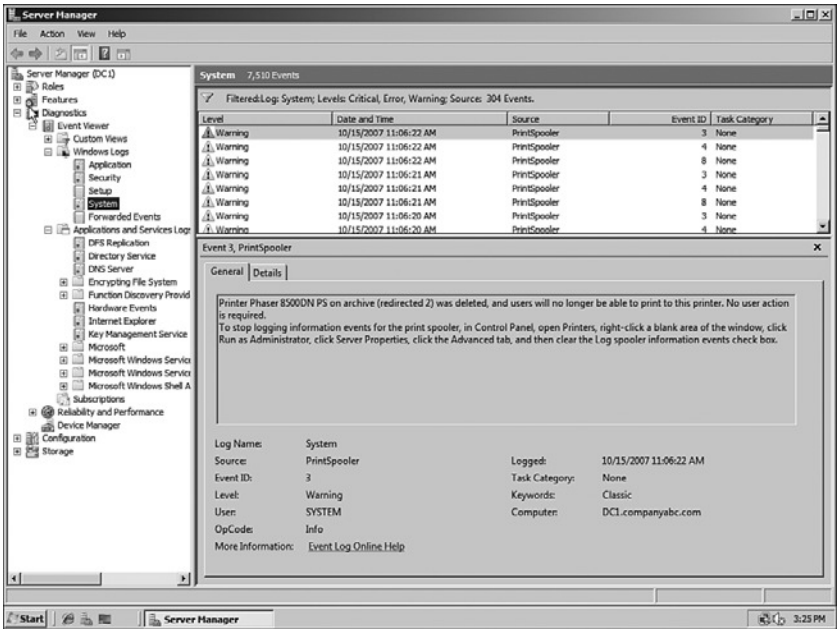 Server Manager
File Action View Help
Server Manager (DC1)
Roles
Features
Diagnostics
Event Viewer
Custom Views
Windows Logs
Application
Security
Setup
System
Forwarded Events
Applications and Services Logs
DFS Replication
Directory Service
DNS Server
Encrypting File System
Function Discovery Provid
Hardware Events
Internet Explorer
Key Management Service
Microsoft
Microsoft Windows Service
Microsoft Windows Service
Microsoft Windows Shell A
Subscriptions
Reliability and Performance
Device Manager
Configuration
Storage
System 7,510 Events
Filtered:Log: System; Levels: Critical, Error, Warning; Source: 304 Events.
Level Date and Time Source Event ID Task Category
Warning 10/15/2007 11:06:22 AM PrintSpooler 3 None
Warning 10/15/2007 11:06:22 AM PrintSpooler 4 None
Warning 10/15/2007 11:06:22 AM PrintSpooler 8 None
Warning 10/15/2007 11:06:21 AM PrintSpooler 3 None
Warning 10/15/2007 11:06:21 AM PrintSpooler 4 None
Warning 10/15/2007 11:06:21 AM PrintSpooler 8 None
Warning 10/15/2007 11:06:20 AM PrintSpooler 3 None
Warning 10/15/2007 11:06:20 AM PrintSpooler 4 None
Event 3, PrintSpooler
General Details
Printer Phaser 8500DN PS on archive (redirected 2) was deleted, and users will no longer be able to print to this printer. No user action
is required.
To stop logging information events for the print spooler, in Control Panel, open Printers, right-click a blank area of the window, click
Run as Administrator, click Server Properties, click the Advanced tab, and then clear the Log spooler information events check box.
Log Name: System
Source: PrintSpooler Logged: 10/15/2007 11:06:22 AM
Event ID: 3 Task Category: None
Level: Warning Keywords: Classic
User: SYSTEM Computer: DC1.companyabc.com
OpCode: Info
More Information: Event Log Online Help
Start Server Manager 3:25 PM